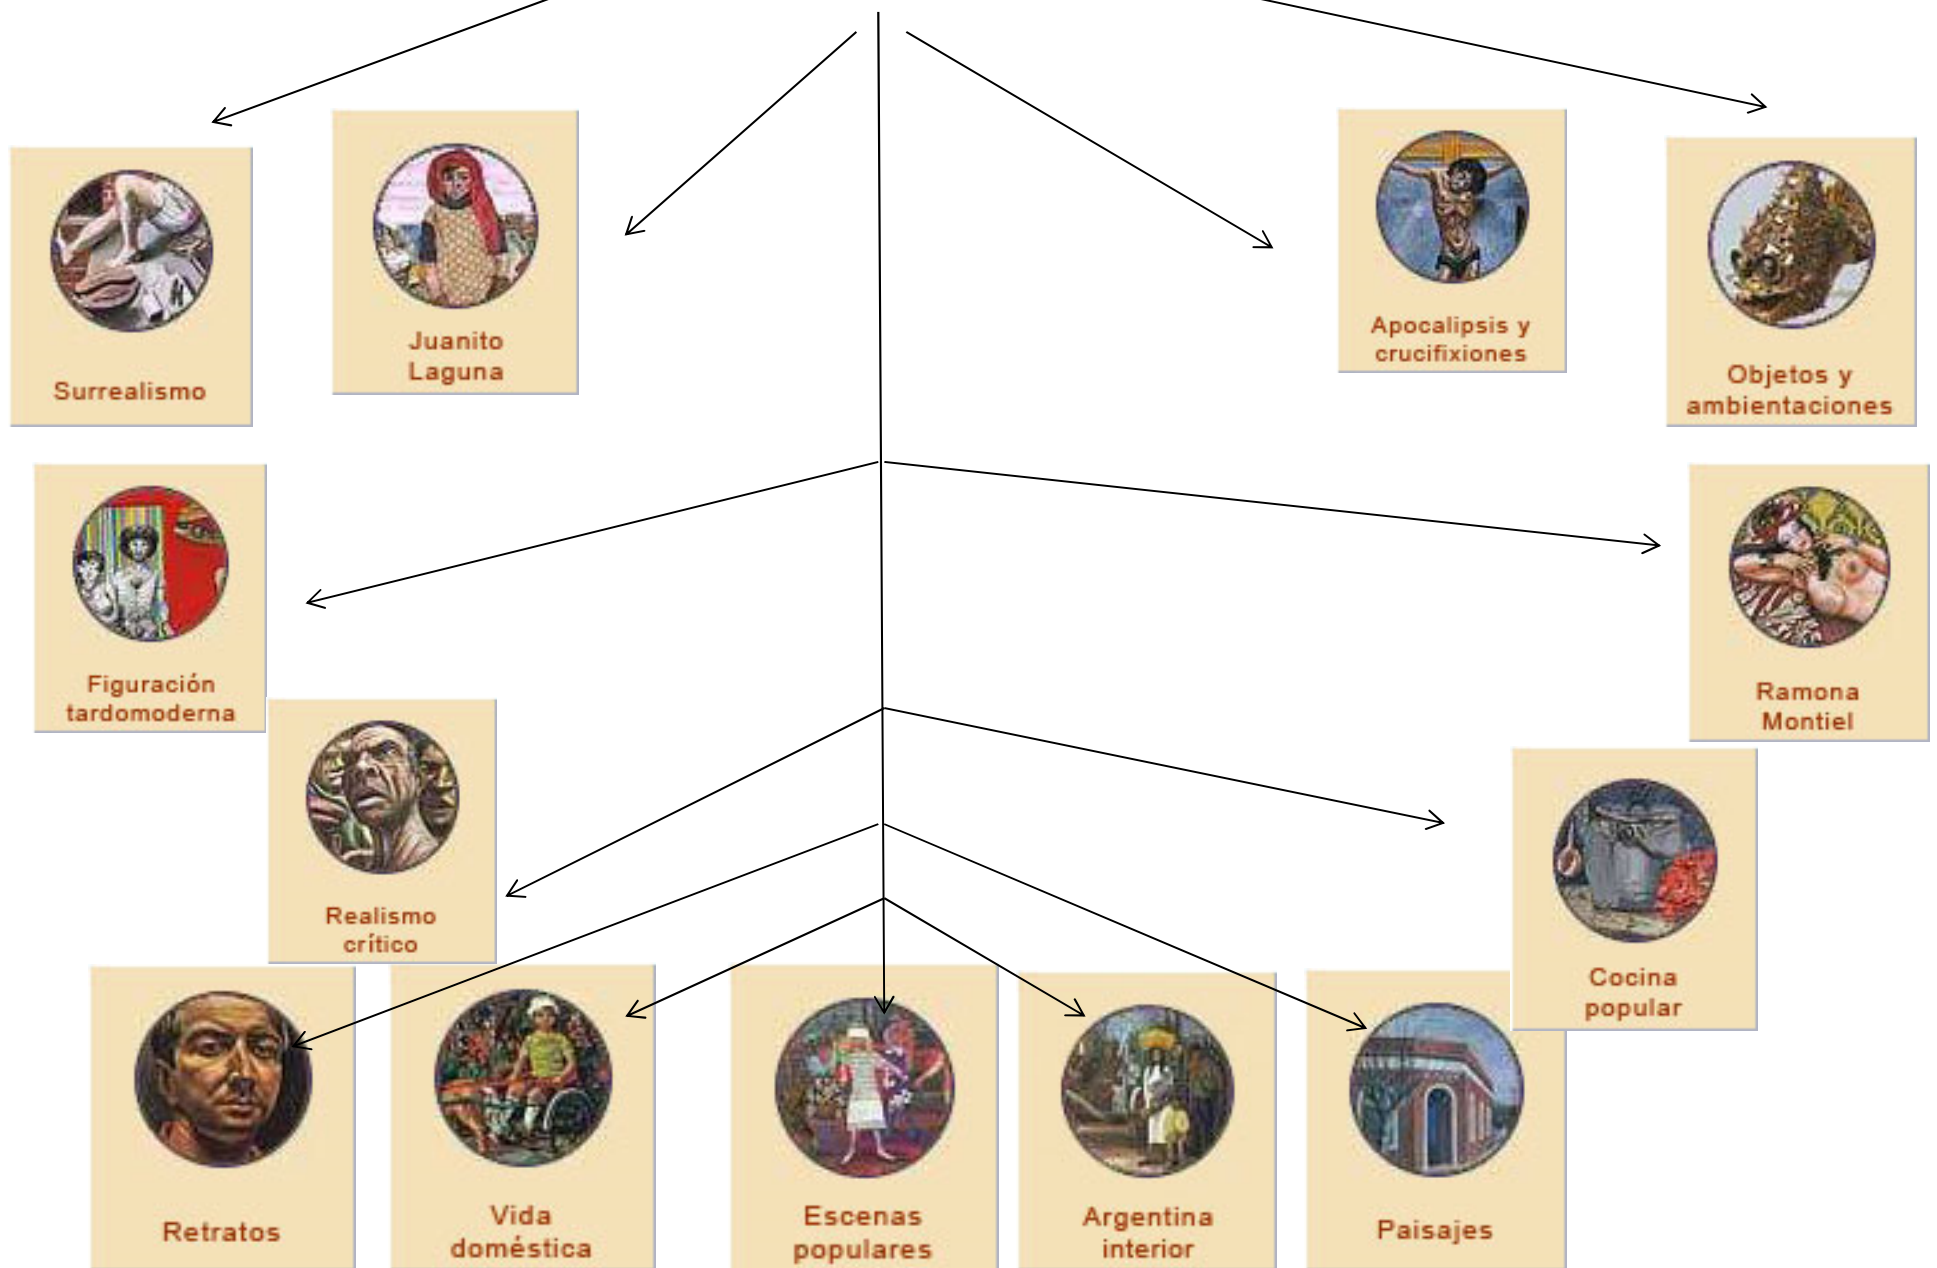 Surrealismo
Juanito
Laguna
Apocalipsis y
crucifixiones
Objetos y
ambientaciones
Figuración
tardomoderna
Ramona
Montiel
Realismo
crítico
Cocina
popular
Retratos
Vida
doméstica
Escenas
populares
Argentina
interior
Paisajes